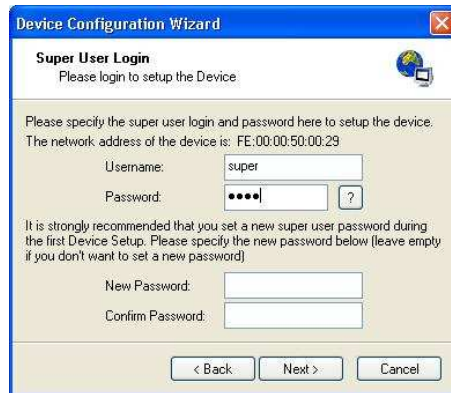 Device Configuration Wizard
Super User Login
Please login to setup the Device
Please specify the super user login and password here to setup the device.
The network address of the device is: FE:00:00:50:00:29
Username: super
Password: ●●●● ?
It is strongly recommended that you set a new super user password during
the first Device Setup. Please specify the new password below (leave empty
if you don't want to set a new password)
New Password:
Confirm Password:
< Back Next > Cancel